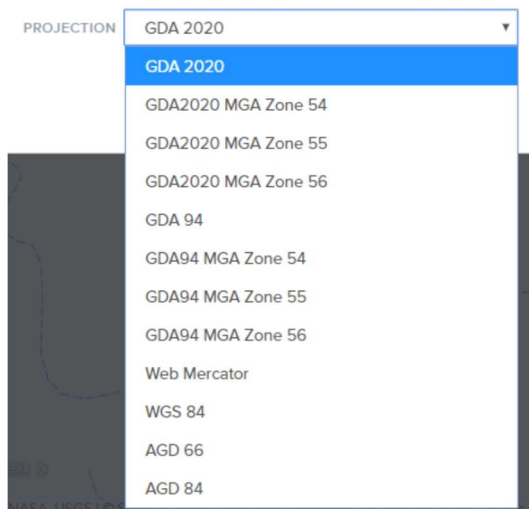 PROJECTION GDA 2020
GDA 2020
GDA2020 MGA Zone 54
GDA2020 MGA Zone 55
GDA2020 MGA Zone 56
GDA 94
GDA94 MGA Zone 54
GDA94 MGA Zone 55
GDA94 MGA Zone 56
Web Mercator
WGS 84
AGD 66
AGD 84
NASA, USGS